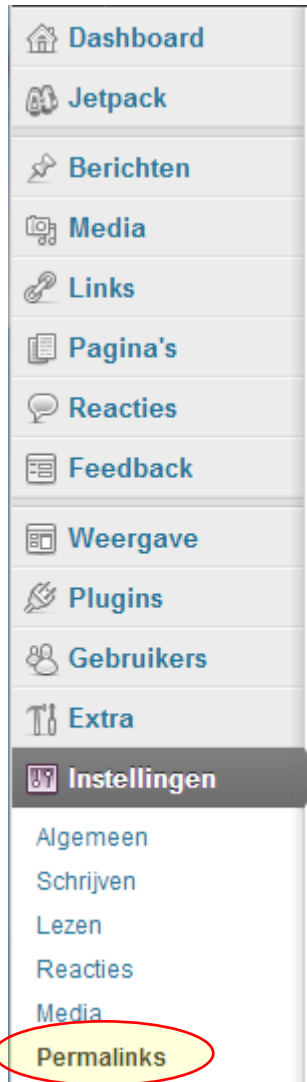 Dashboard
Jetpack
Berichten
Media
Links
Pagina's
Reacties
Feedback
Weergave
Plugins
Gebruikers
Extra
Instellingen
Algemeen
Schrijven
Lezen
Reacties
Media
Permalinks